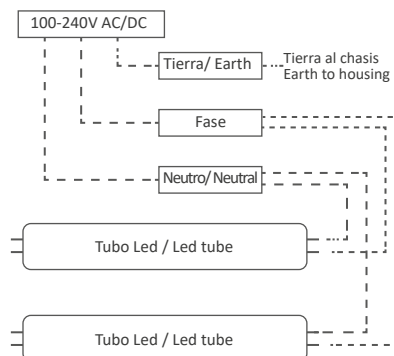 100-240V AC/DC
Tierra/ Earth
Tierra al chasis
Earth to housing
Fase
Neutro/ Neutral
Tubo Led / Led tube
Tubo Led / Led tube